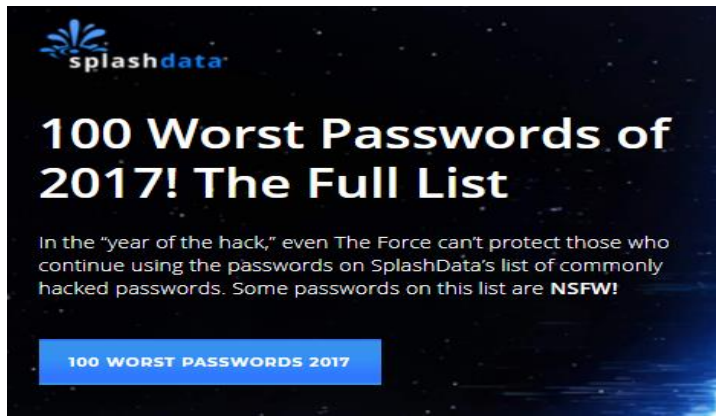 splashdata
100 Worst Passwords of
2017! The Full List
In the “year of the hack,” even The Force can’t protect those who
continue using the passwords on SplashData’s list of commonly
hacked passwords. Some passwords on this list are NSFW!
100 WORST PASSWORDS 2017